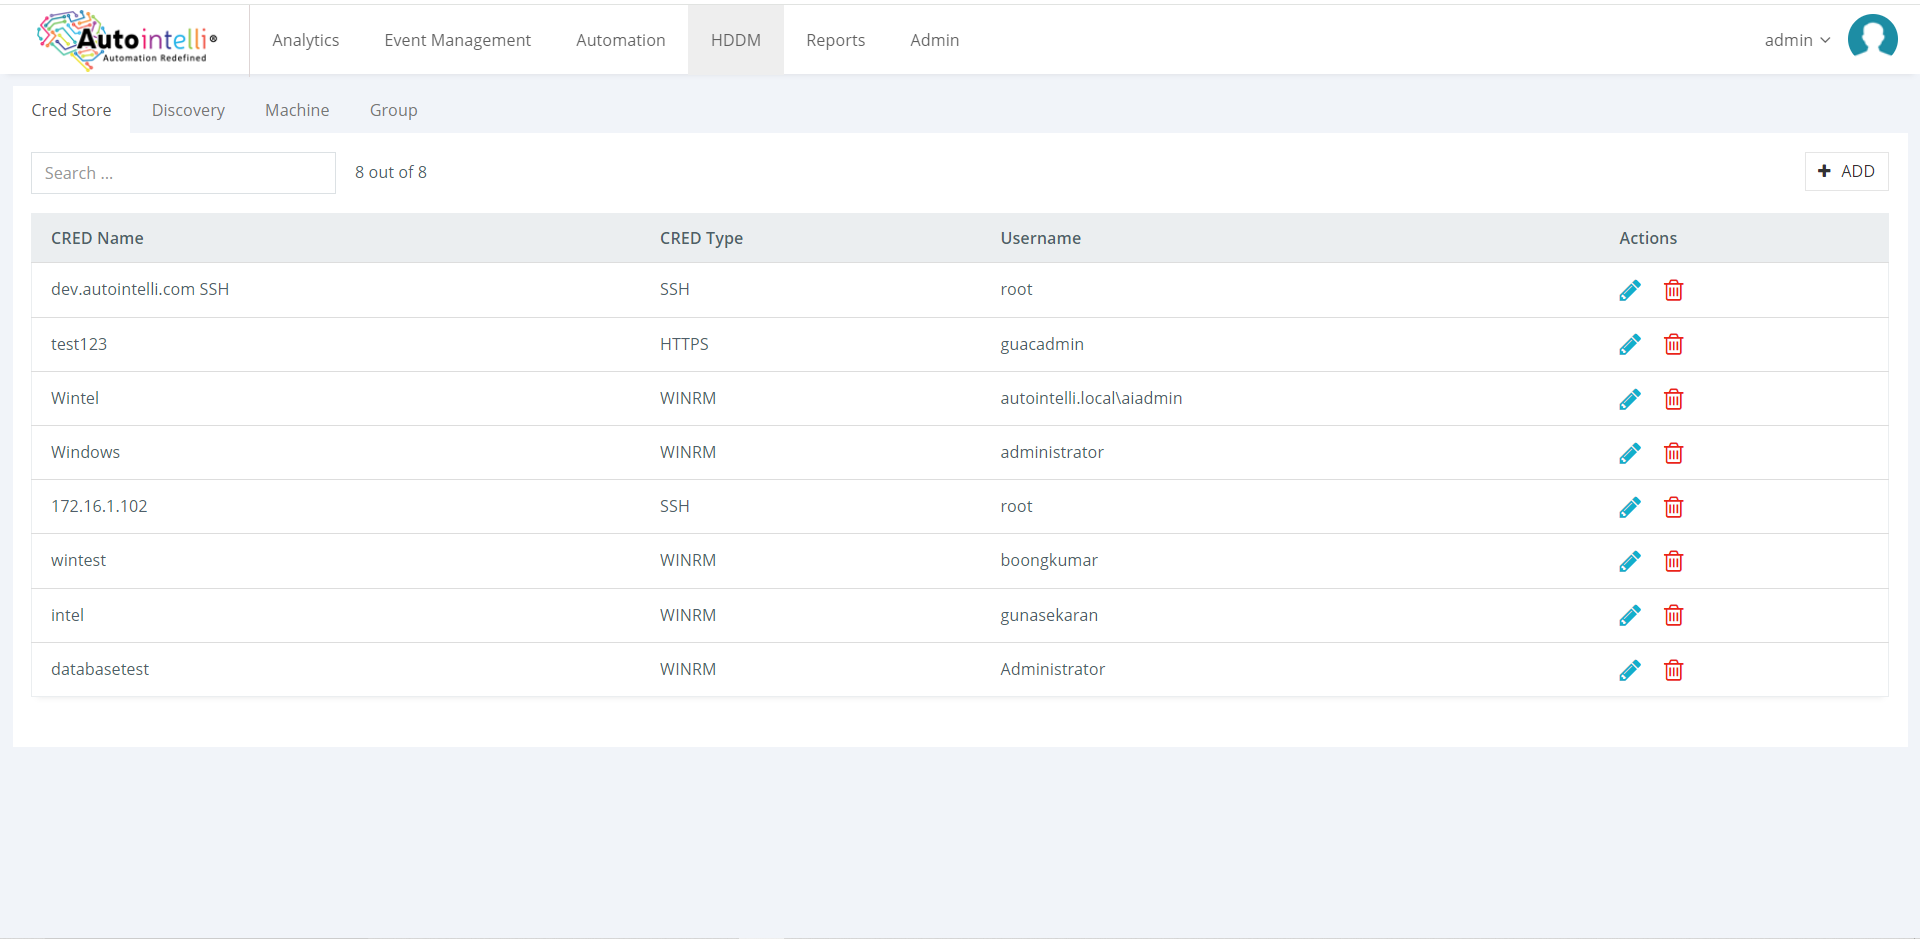 Autointelli®
Automation Redefined
Analytics
Event Management
Automation
HDDM
Reports
Admin
admin
Cred Store
Discovery
Machine
Group
Search ...
8 out of 8
ADD
CRED Name CRED Type Username Actions
dev.autointelli.com SSH SSH root
test123 HTTPS guacadmin
Wintel WINRM autointelli.local\aiadmin
Windows WINRM administrator
172.16.1.102 SSH root
wintest WINRM boongkumar
intel WINRM gunasekaran
databasetest WINRM Administrator